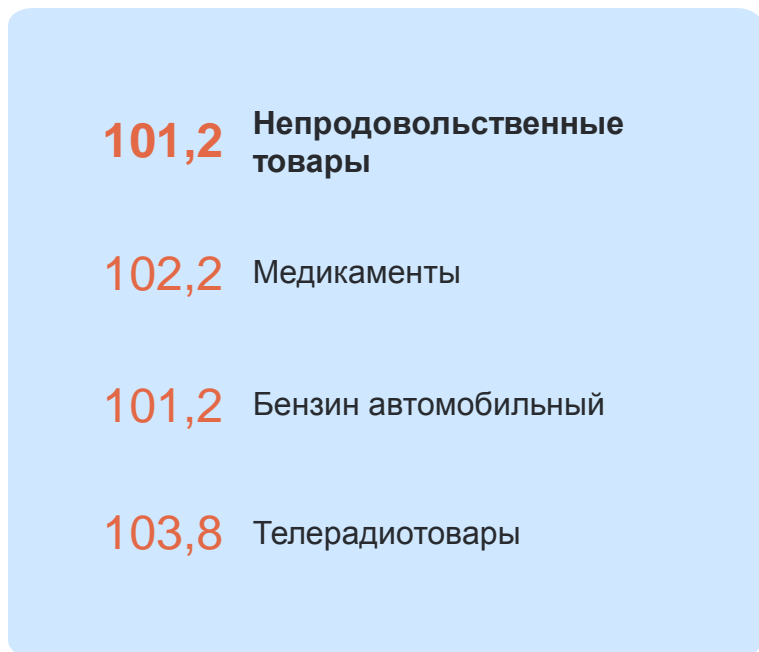 101,2 Непродовольственные
товары
102,2 Медикаменты
101,2 Бензин автомобильный
103,8 Телерадиотовары